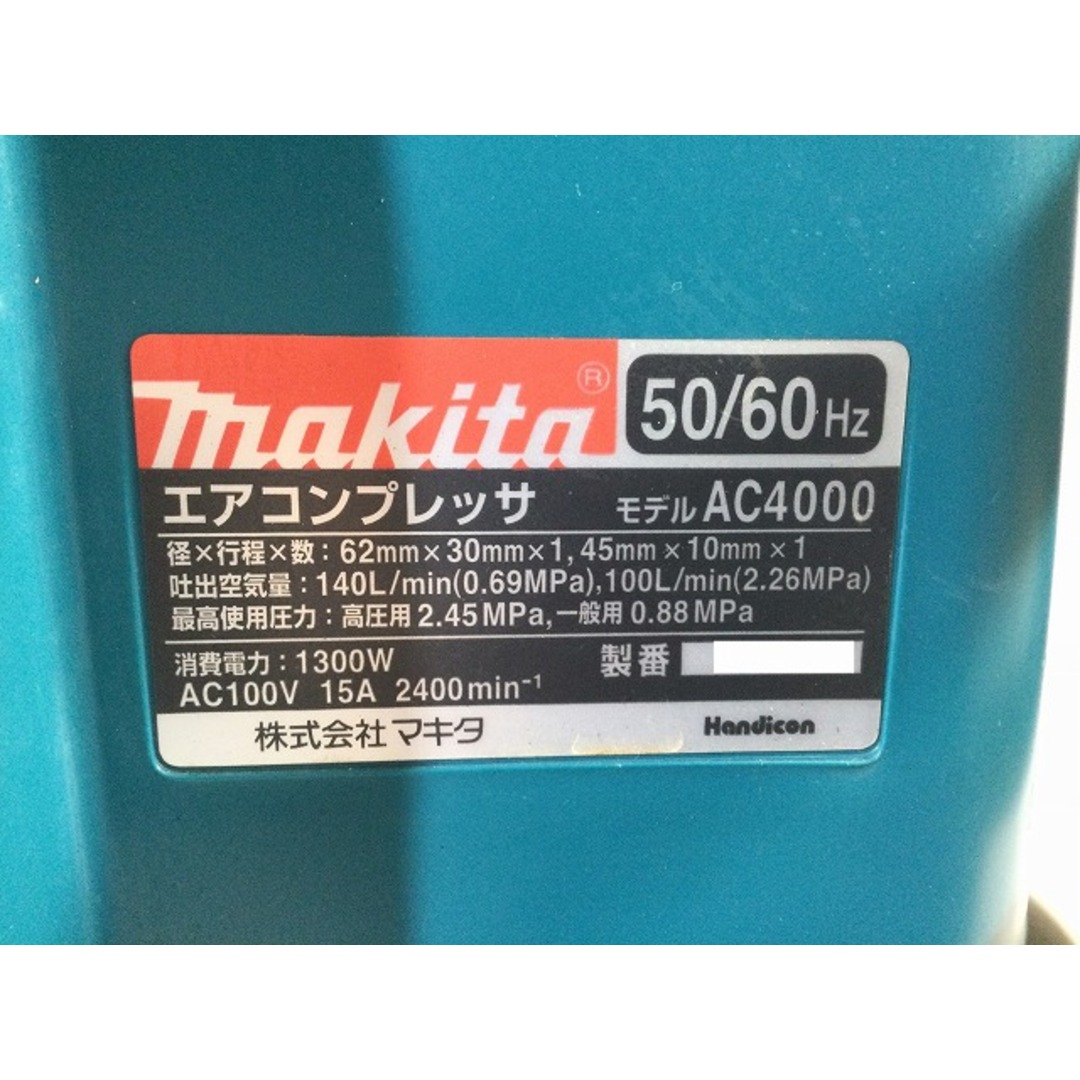 makita®
50/60Hz
エアコンプレッサ モデル AC4000
径×行程×数：62mm×30mm×1, 45mm×10mm×1
吐出空気量：140L/min(0.69MPa),100L/min(2.26MPa)
最高使用圧力：高圧用2.45MPa,一般用0.88MPa
消費電力：1300W 製番
AC100V 15A 2400min⁻¹
株式会社マキタ Handicon